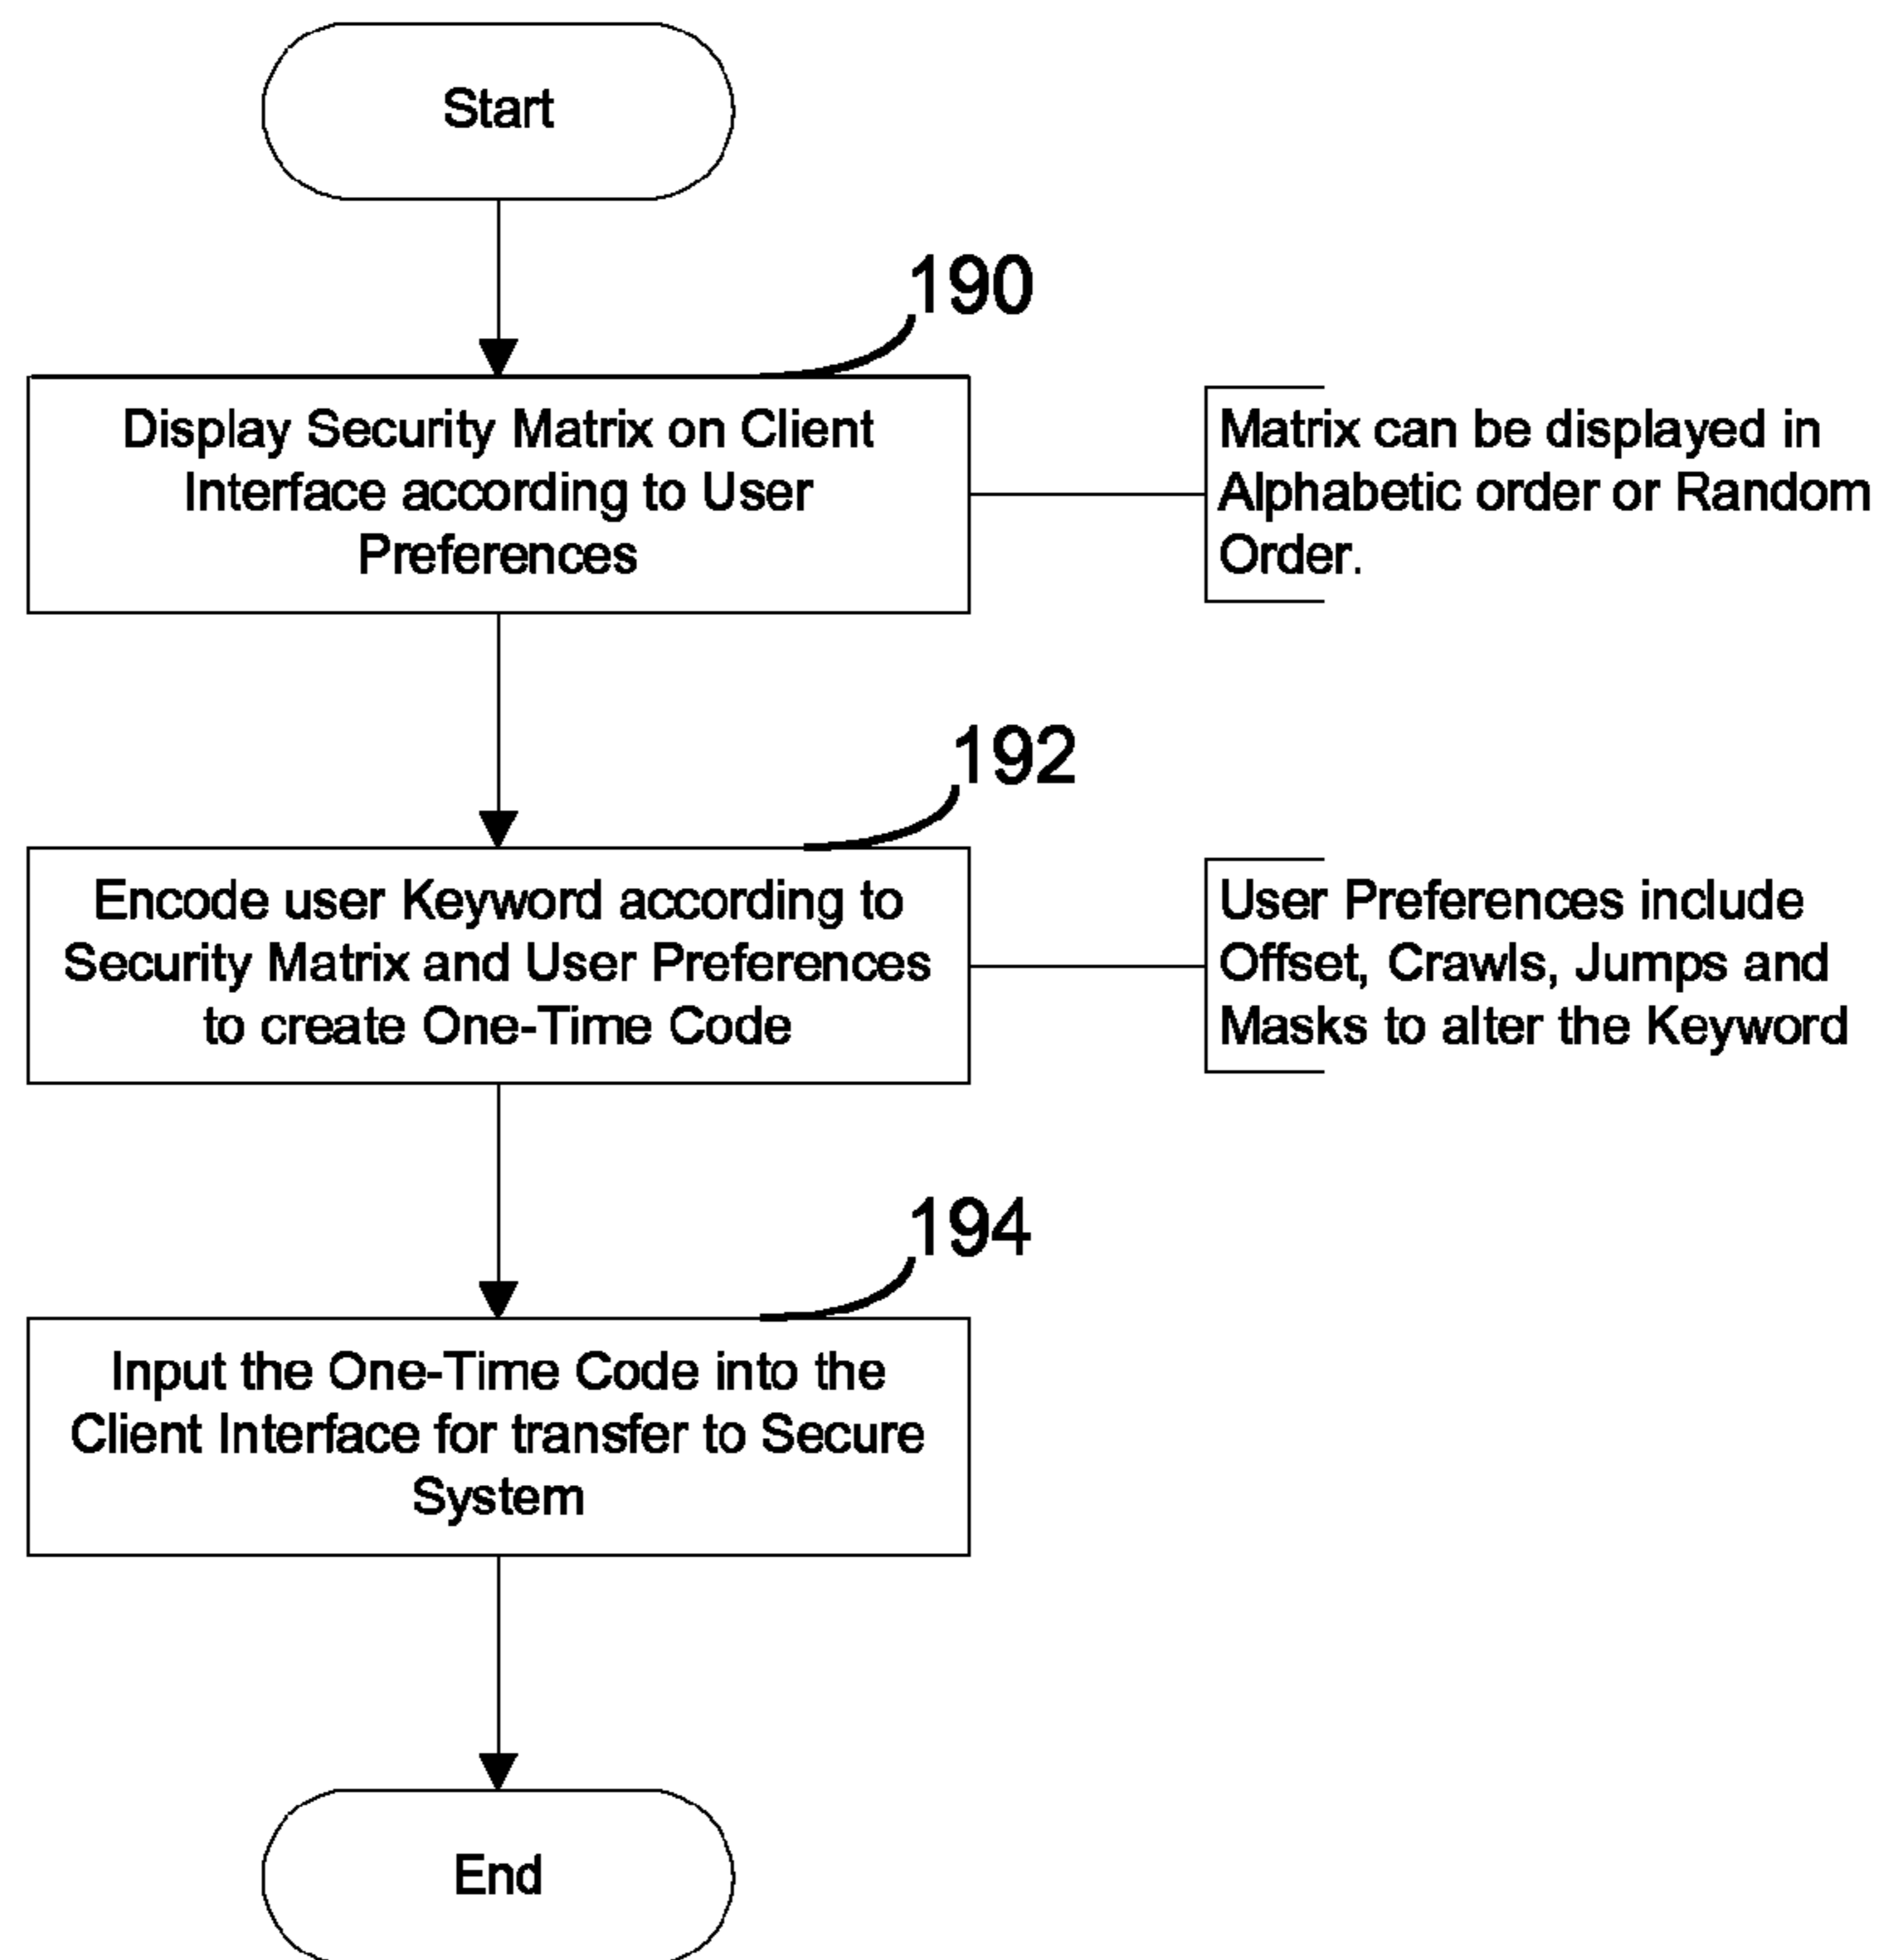 Start
190
Display Security Matrix on Client
Interface according to User
Preferences
Matrix can be displayed in
Alphabetic order or Random
Order.
192
Encode user Keyword according to
Security Matrix and User Preferences
to create One-Time Code
User Preferences include
Offset, Crawls, Jumps and
Masks to alter the Keyword
194
Input the One-Time Code into the
Client Interface for transfer to Secure
System
End